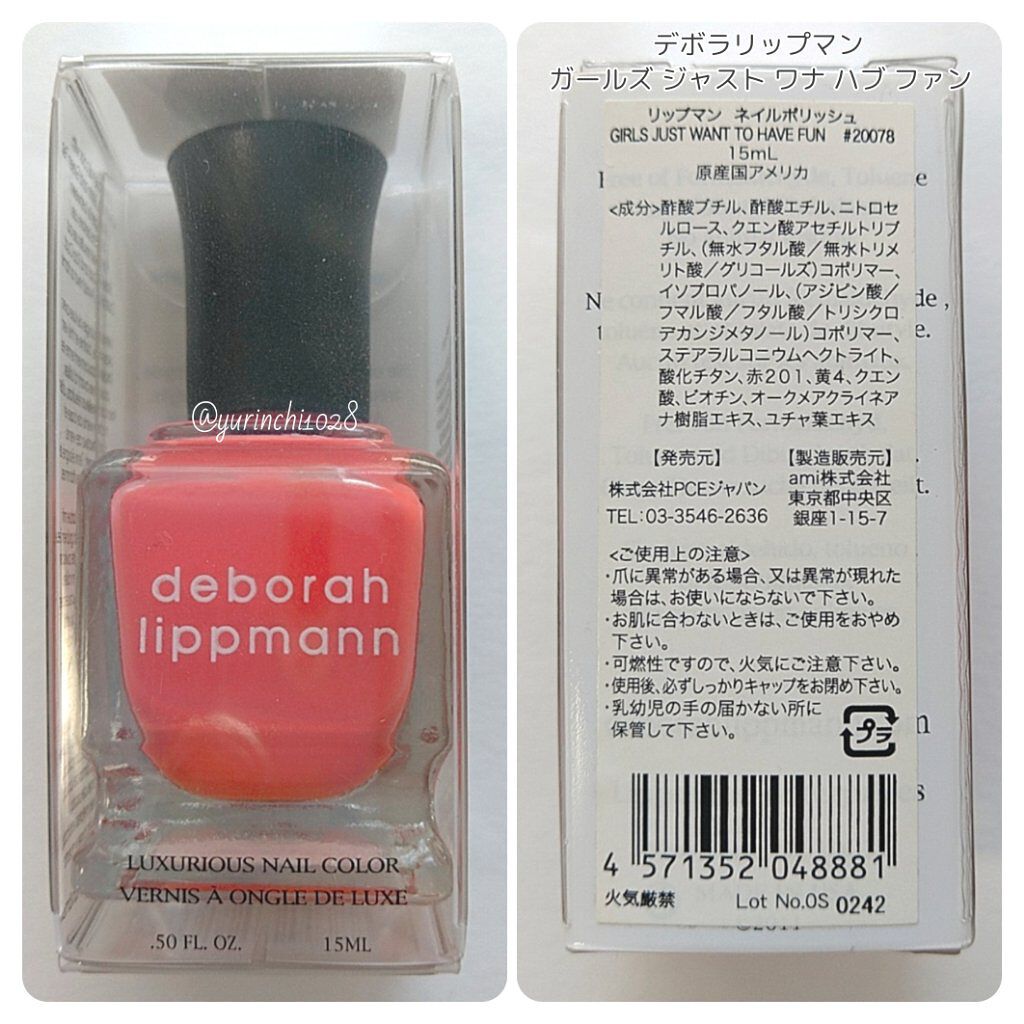 @yurinchi1028
deborah
lippmann
LUXURIOUS NAIL COLOR
VERNIS À ONGLE DE LUXE
.50 FL. OZ. 15ML
デボラリップマン
ガールズ ジャスト ワナ ハブ ファン
リップマン ネイルポリッシュ
GIRLS JUST WANT TO HAVE FUN #20078
15mL
原産国アメリカ
<成分>酢酸ブチル、酢酸エチル、ニトロセ
ルロース、クエン酸アセチルトリブ
チル、(無水フタル酸/無水トリメ
リト酸/グリコールズ)コポリマー、
イソプロパノール、(アジピン酸/
フマル酸/フタル酸/トリシクロ
デカンジメタノール)コポリマー、
ステアラルコニウムヘクトライト、
酸化チタン、赤201、黄4、クエン
酸、ビオチン、オークメアクライネア
ナ樹脂エキス、ユチャ葉エキス
【発売元】 【製造販売元】
株式会社PCEジャパン ami株式会社
TEL:03-3546-2636 東京都中央区
銀座1-15-7
<ご使用上の注意>
・爪に異常がある場合、又は異常が現れた
場合は、お使いにならないで下さい。
・お肌に合わないときは、ご使用をおやめ
下さい。
・可燃性ですので、火気にご注意下さい。
・使用後、必ずしっかりキャップをお閉め下さい。
・乳幼児の手の届かない所に
保管して下さい。
プラ
4 571352 048881
火気厳禁 Lot No.0S 0242